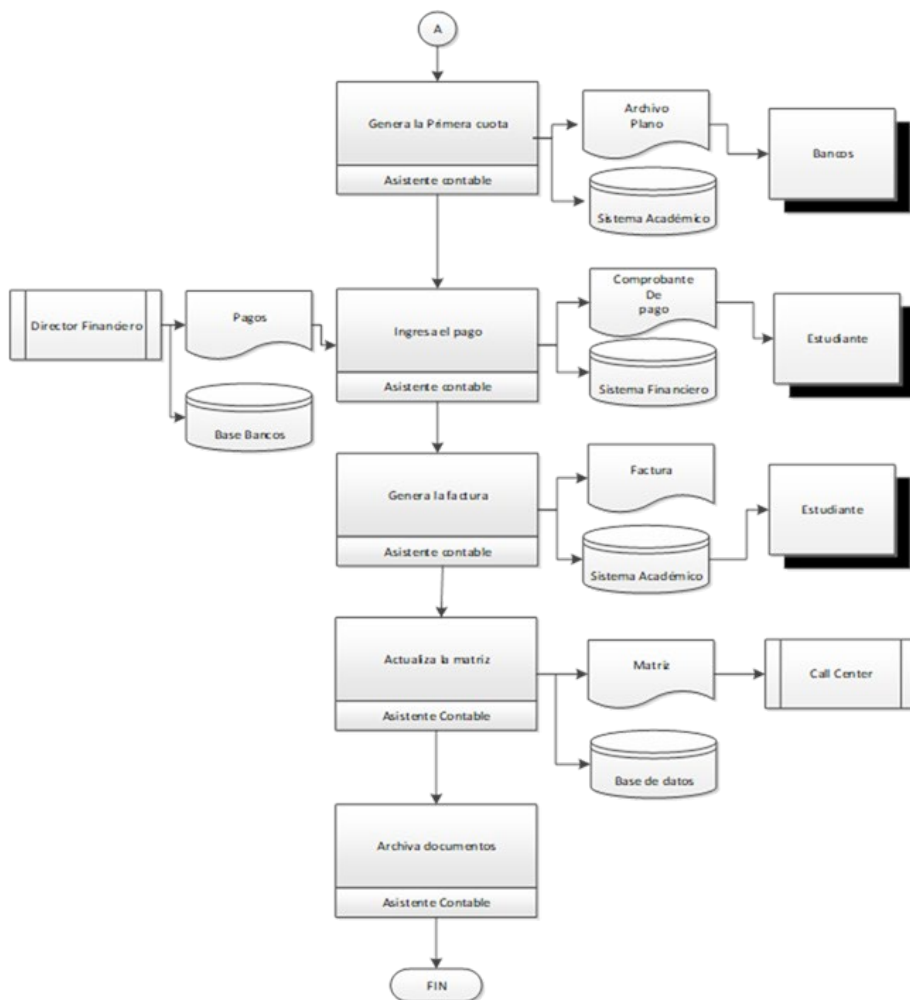 A
Genera la Primera cuota
Asistente contable
Archivo
Plano
Sistema Académico
Bancos
Director Financiero
Pagos
Base Bancos
Ingresa el pago
Asistente contable
Comprobante
De
pago
Sistema Financiero
Estudiante
Genera la factura
Asistente contable
Factura
Sistema Académico
Estudiante
Actualiza la matriz
Asistente Contable
Matriz
Base de datos
Call Center
Archiva documentos
Asistente Contable
FIN